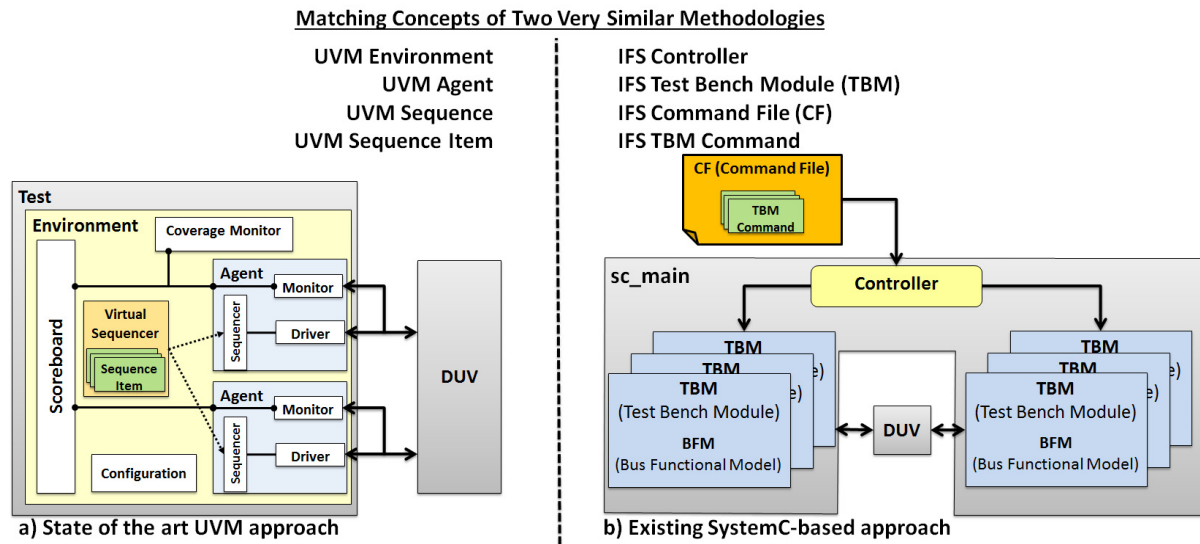 Matching Concepts of Two Very Similar Methodologies
UVM Environment
UVM Agent
UVM Sequence
UVM Sequence Item
IFS Controller
IFS Test Bench Module (TBM)
IFS Command File (CF)
IFS TBM Command
Test
Environment
Coverage Monitor
Scoreboard
Virtual
Sequencer
Sequence
Item
Agent
Monitor
Sequencer
Driver
Agent
Monitor
Sequencer
Driver
Configuration
DUV
a) State of the art UVM approach
CF (Command File)
TBM
Command
sc_main
Controller
TBM
TBM
TBM
(Test Bench Module)
BFM
(Bus Functional Model)
DUV
TBM
TBM
TBM
(Test Bench Module)
BFM
(Bus Functional Model)
b) Existing SystemC-based approach